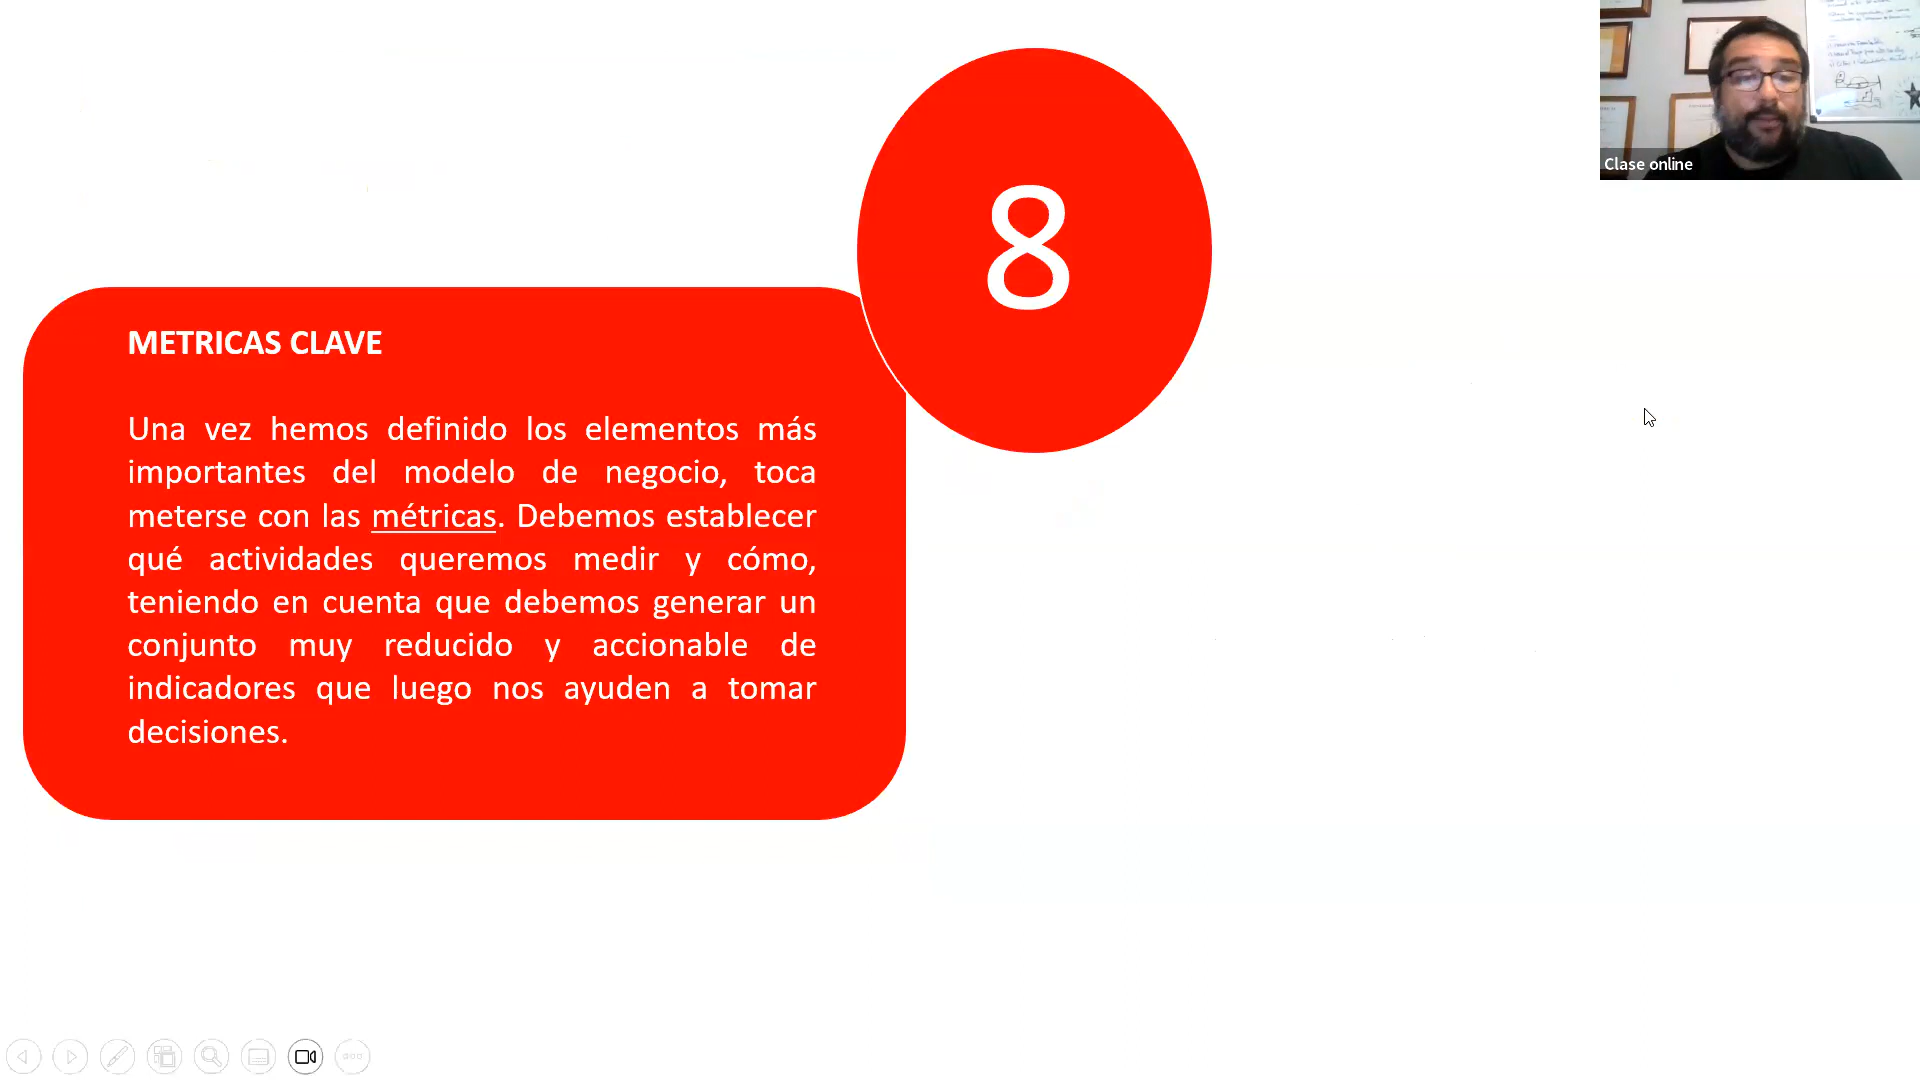 8
METRICAS CLAVE
Una vez hemos definido los elementos más
importantes del modelo de negocio, toca
meterse con las métricas. Debemos establecer
qué actividades queremos medir y cómo,
teniendo en cuenta que debemos generar un
conjunto muy reducido y accionable de
indicadores que luego nos ayuden a tomar
decisiones.
Clase online